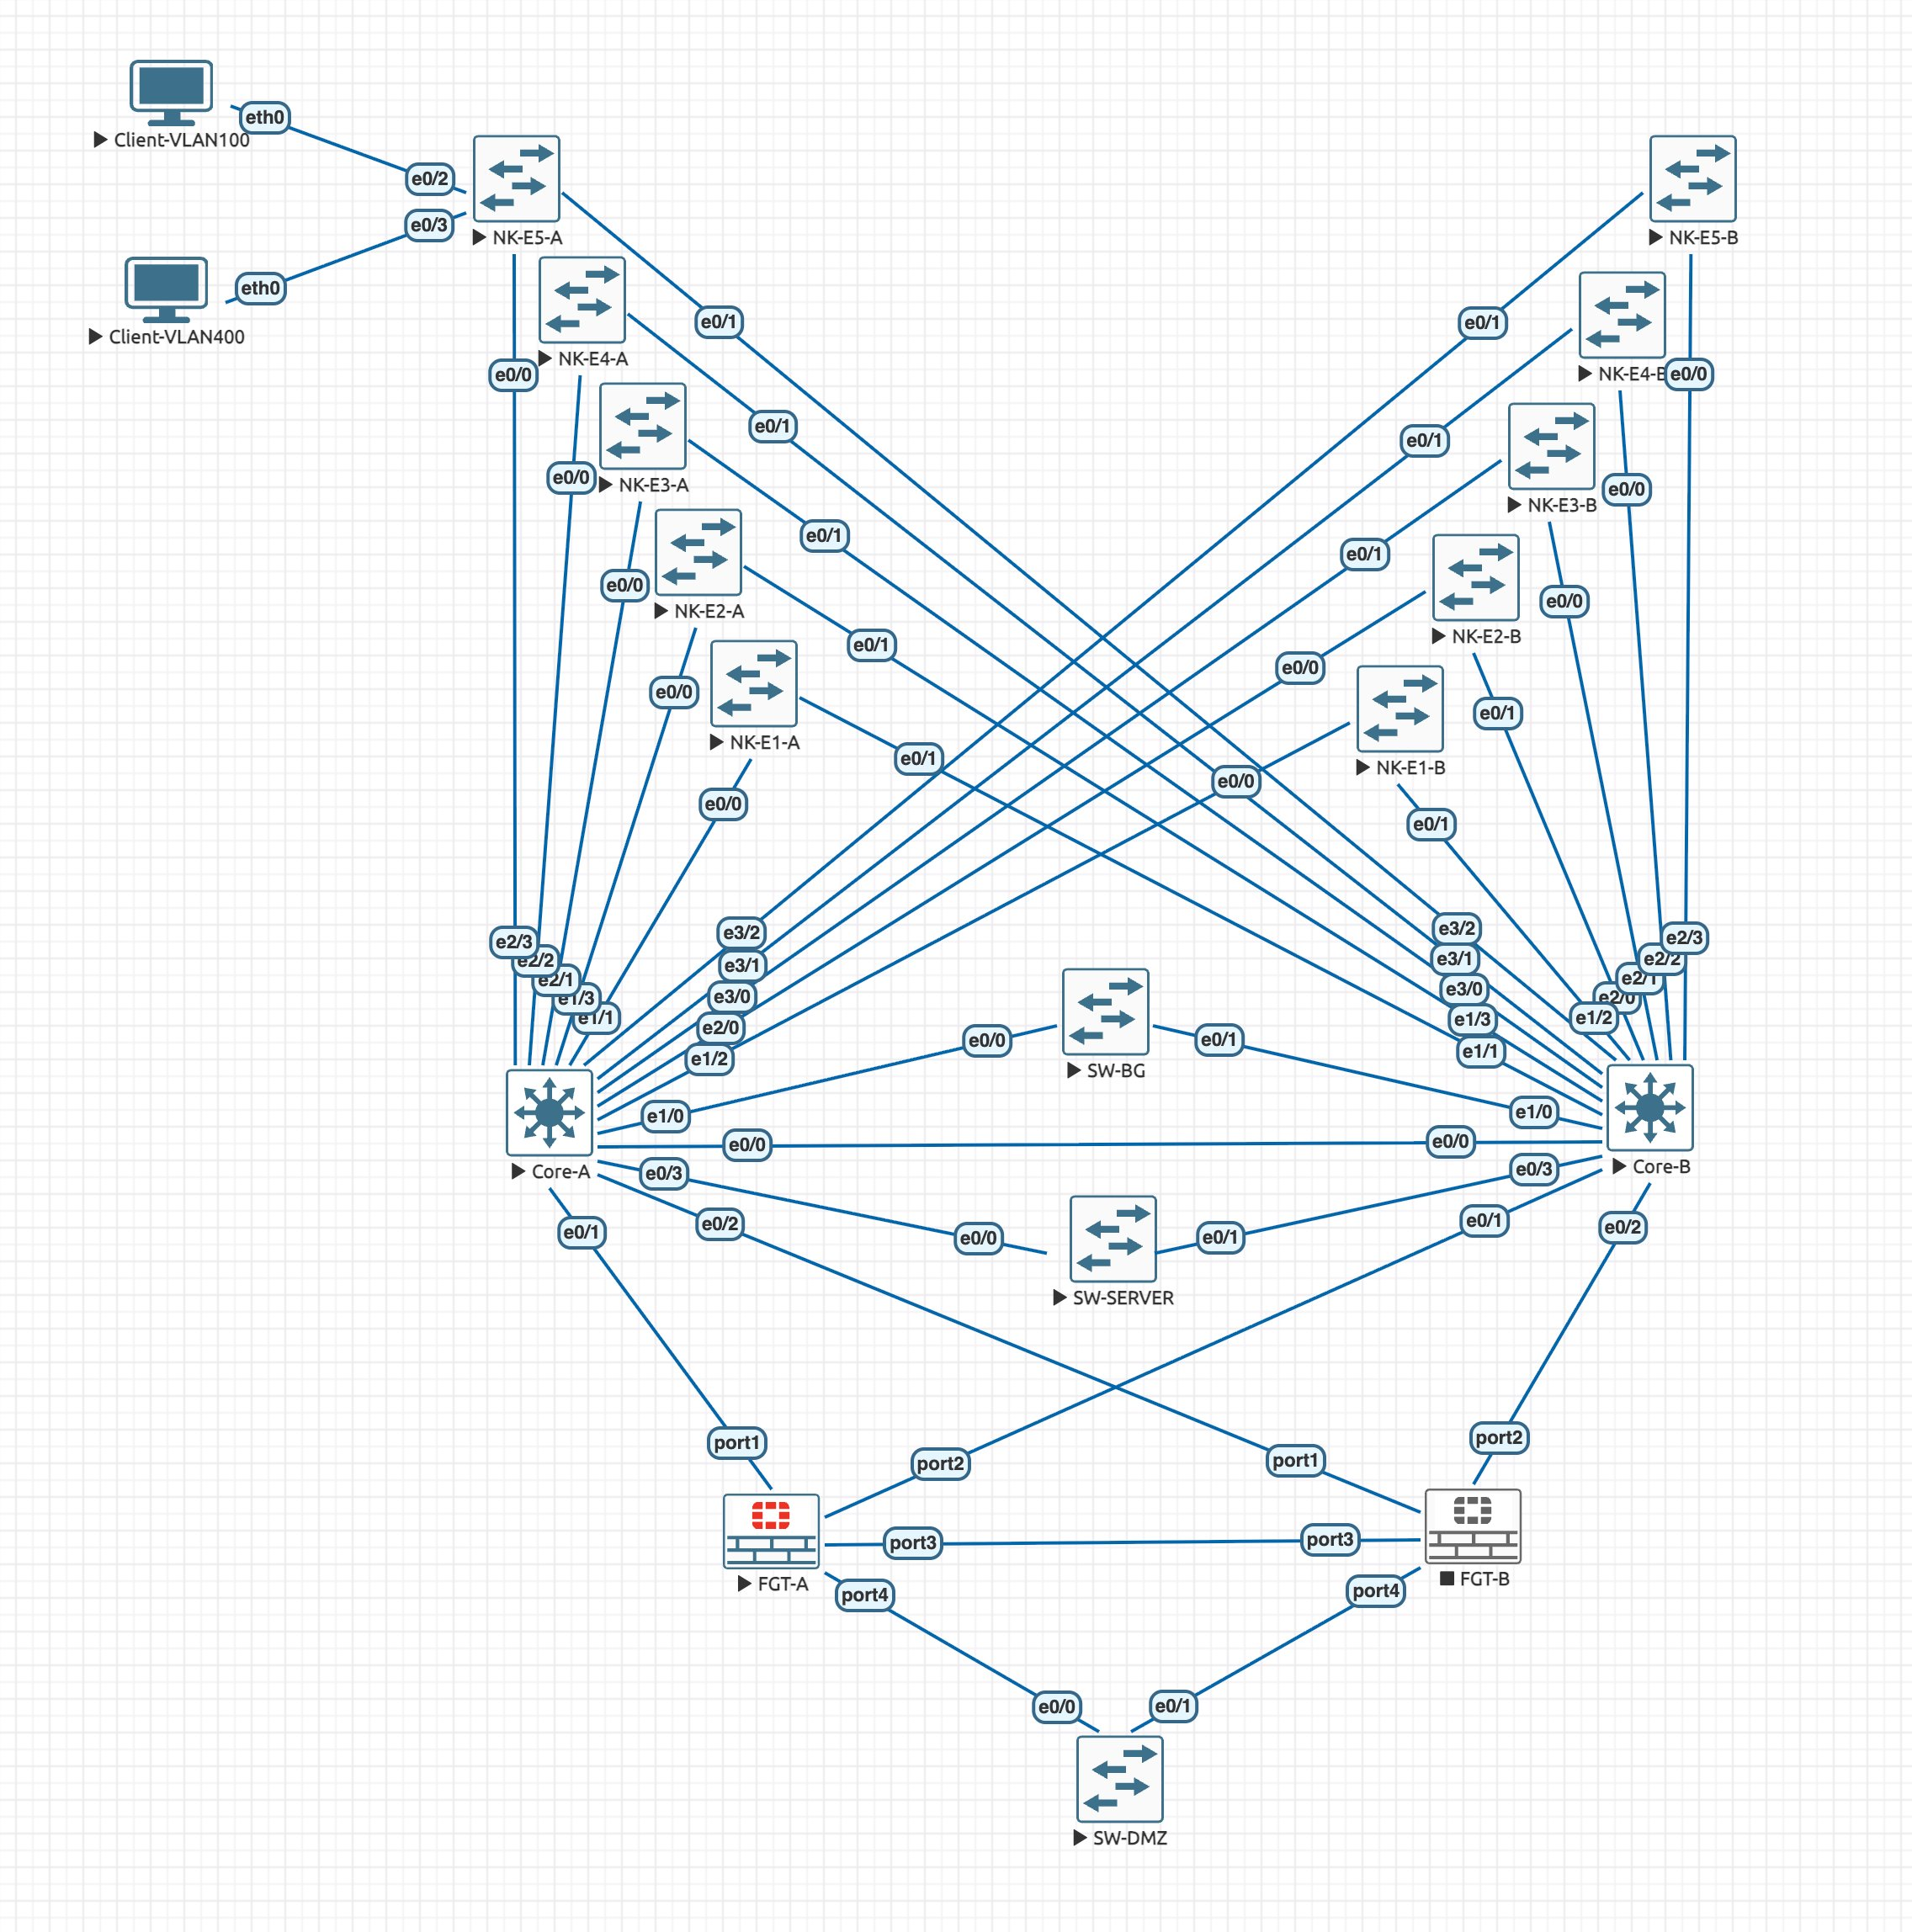 Client-VLAN100
eth0
e0/2
NK-E5-A
NK-E5-B
e0/3
eth0
Client-VLAN400
e0/1
e0/1
NK-E4-A
NK-E4-B
e0/0
e0/0
e0/1
e0/1
NK-E3-A
NK-E3-B
e0/0
e0/0
e0/1
e0/1
e0/0
e0/0
NK-E2-A
NK-E2-B
e0/1
e0/0
e0/0
e0/1
NK-E1-A
NK-E1-B
e0/1
e0/0
e0/0
e0/1
e2/3
e2/2
e2/1
e1/3
e1/1
e3/2
e3/1
e3/0
e2/0
e1/2
e3/2
e3/1
e3/0
e1/3
e1/1
e2/3
e2/2
e2/1
e2/0
e1/2
e0/0
e0/1
SW-BG
e1/0
e1/0
e0/0
e0/0
Core-A
Core-B
e0/3
e0/3
e0/1
e0/2
e0/0
e0/1
e0/1
e0/2
SW-SERVER
port1
port2
port1
port2
port3
port3
FGT-A
FGT-B
port4
port4
e0/0
e0/1
SW-DMZ